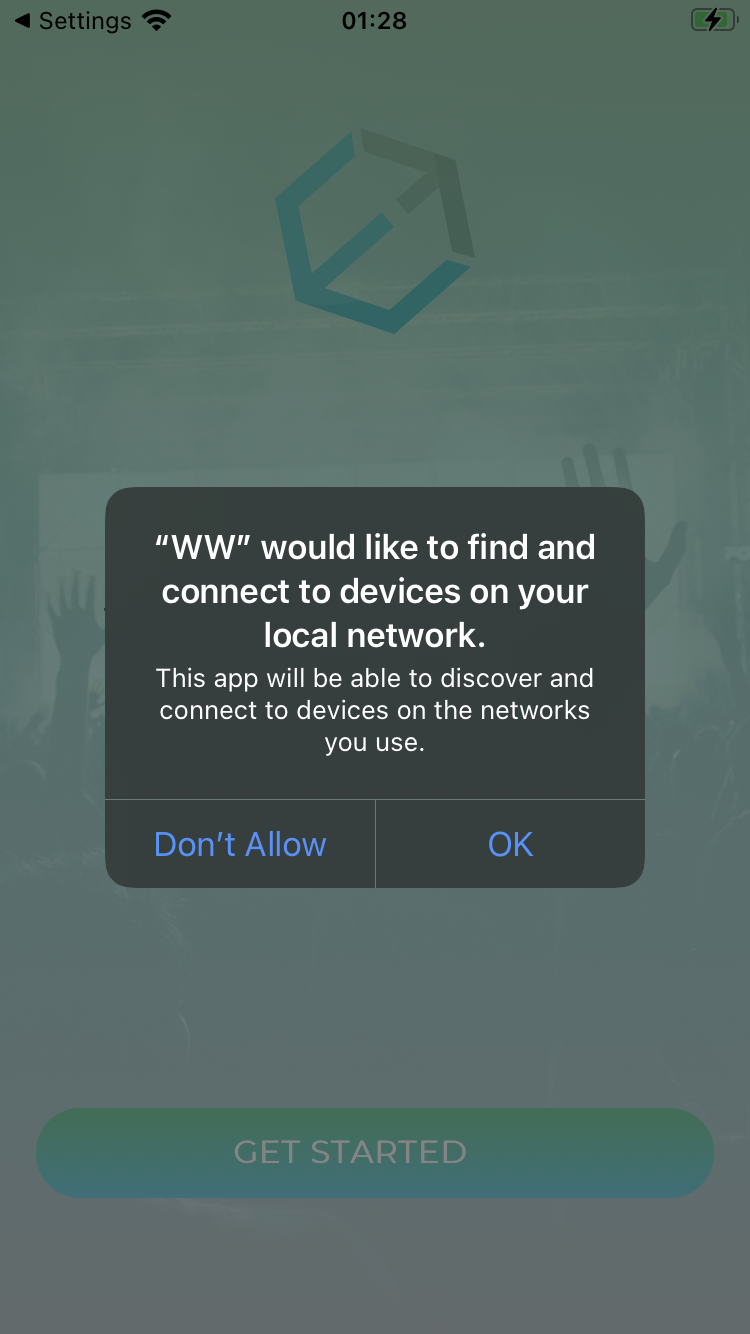 Settings
01:28
“WW” would like to find and
connect to devices on your
local network.
This app will be able to discover and
connect to devices on the networks
you use.
Don’t Allow
OK
GET STARTED